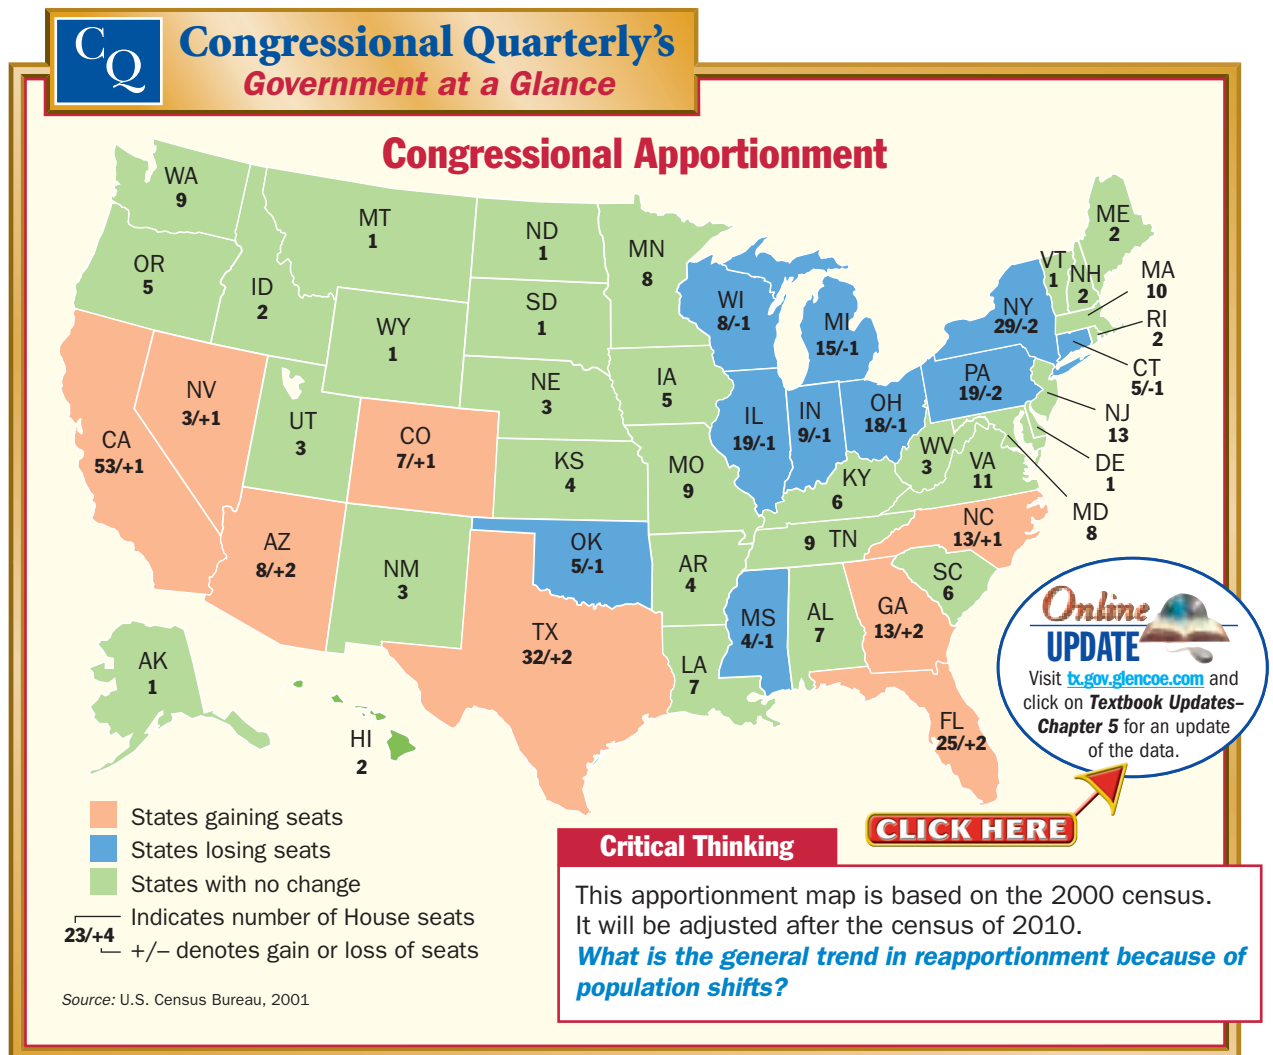 CQ
Congressional Quarterly's
Government at a Glance
Congressional Apportionment
WA
9
OR
5
ID
2
MT
1
ND
1
MN
8
SD
1
WY
1
NE
3
IA
5
WI
8/-1
MI
15/-1
NY
29/-2
VT
1
NH
2
ME
2
MA
10
RI
2
CT
5/-1
NJ
13
DE
1
MD
8
PA
19/-2
CA
53/+1
NV
3/+1
UT
3
CO
7/+1
KS
4
MO
9
IL
19/-1
IN
9/-1
OH
18/-1
WV
3
VA
11
KY
6
AZ
8/+2
NM
3
OK
5/-1
AR
4
9 TN
NC
13/+1
SC
6
TX
32/+2
LA
7
MS
4/-1
AL
7
GA
13/+2
FL
25/+2
AK
1
HI
2
Online
UPDATE
Visit tx.gov.glencoe.com and
click on Textbook Updates–
Chapter 5 for an update
of the data.
CLICK HERE
States gaining seats
States losing seats
States with no change
Indicates number of House seats
23/+4
+/– denotes gain or loss of seats
Source: U.S. Census Bureau, 2001
Critical Thinking
This apportionment map is based on the 2000 census.
It will be adjusted after the census of 2010.
What is the general trend in reapportionment because of
population shifts?